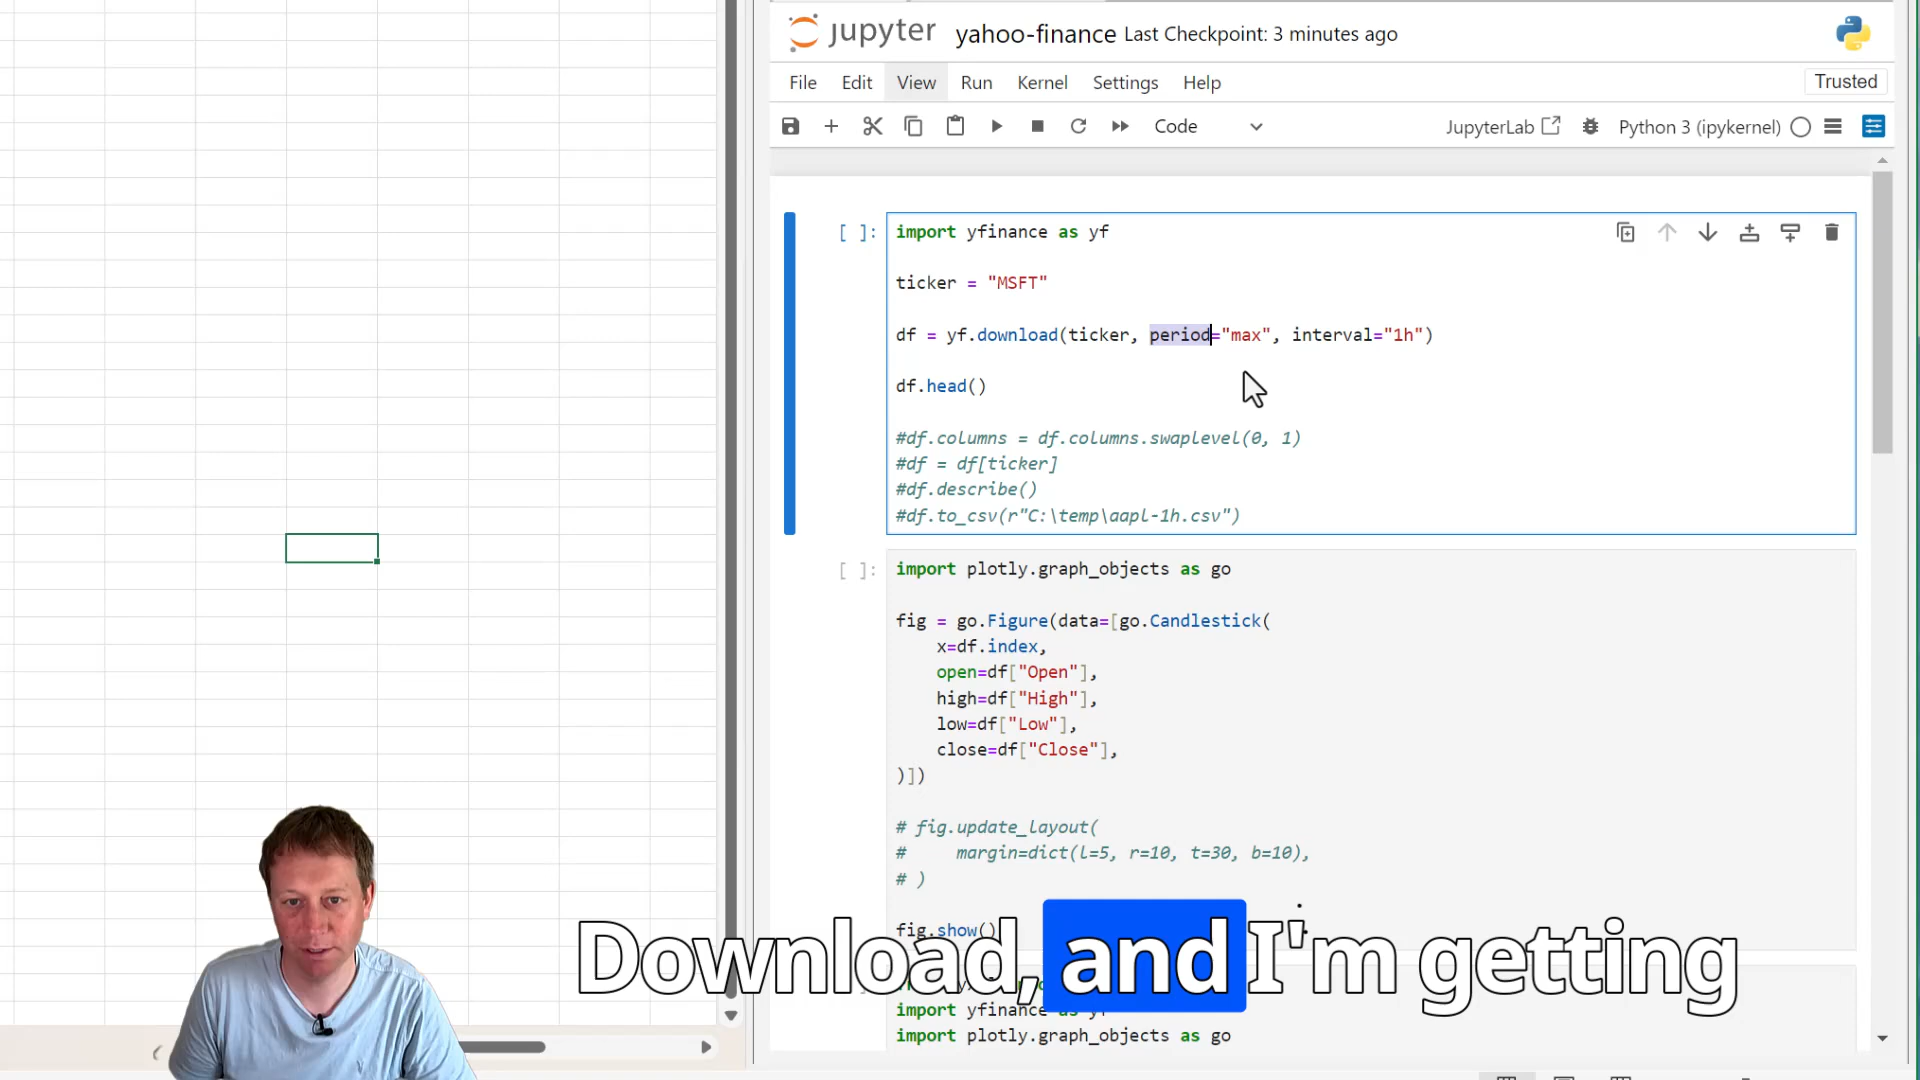 jupyter yahoo-finance Last Checkpoint: 3 minutes ago
File Edit View Run Kernel Settings Help Trusted
Code JupyterLab Python 3 (ipykernel)
[ ]: import yfinance as yf
ticker = "MSFT"
df = yf.download(ticker, period="max", interval="1h")
df.head()
#df.columns = df.columns.swaplevel(0, 1)
#df = df[ticker]
#df.describe()
#df.to_csv(r"C:\temp\aapl-1h.csv")
[ ]: import plotly.graph_objects as go
fig = go.Figure(data=[go.Candlestick(
x=df.index,
open=df["Open"],
high=df["High"],
low=df["Low"],
close=df["Close"],
)])
# fig.update_layout(
# margin=dict(l=5, r=10, t=30, b=10),
# )
fig.show()
Download, and I'm getting
import yfinance as yf
import plotly.graph_objects as go